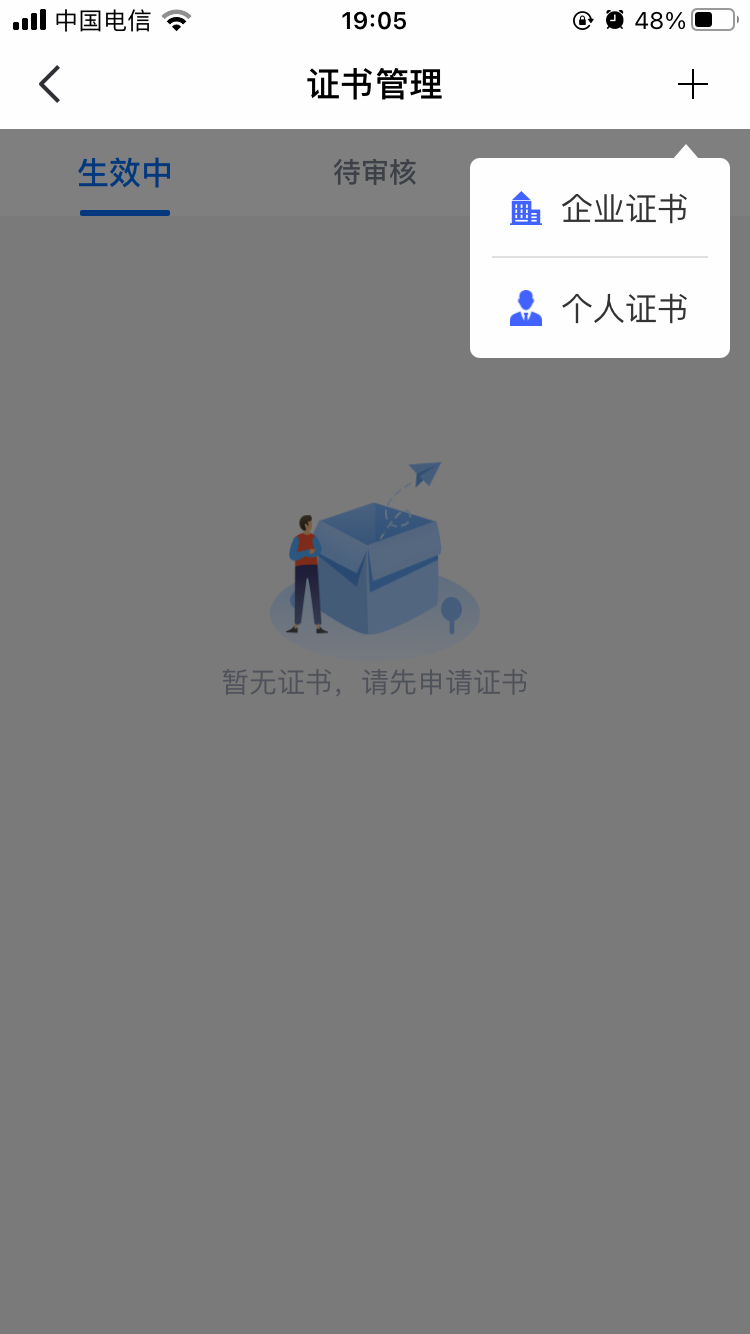 中国电信 19:05 48%
证书管理
生效中 待审核
企业证书
个人证书
暂无证书，请先申请证书